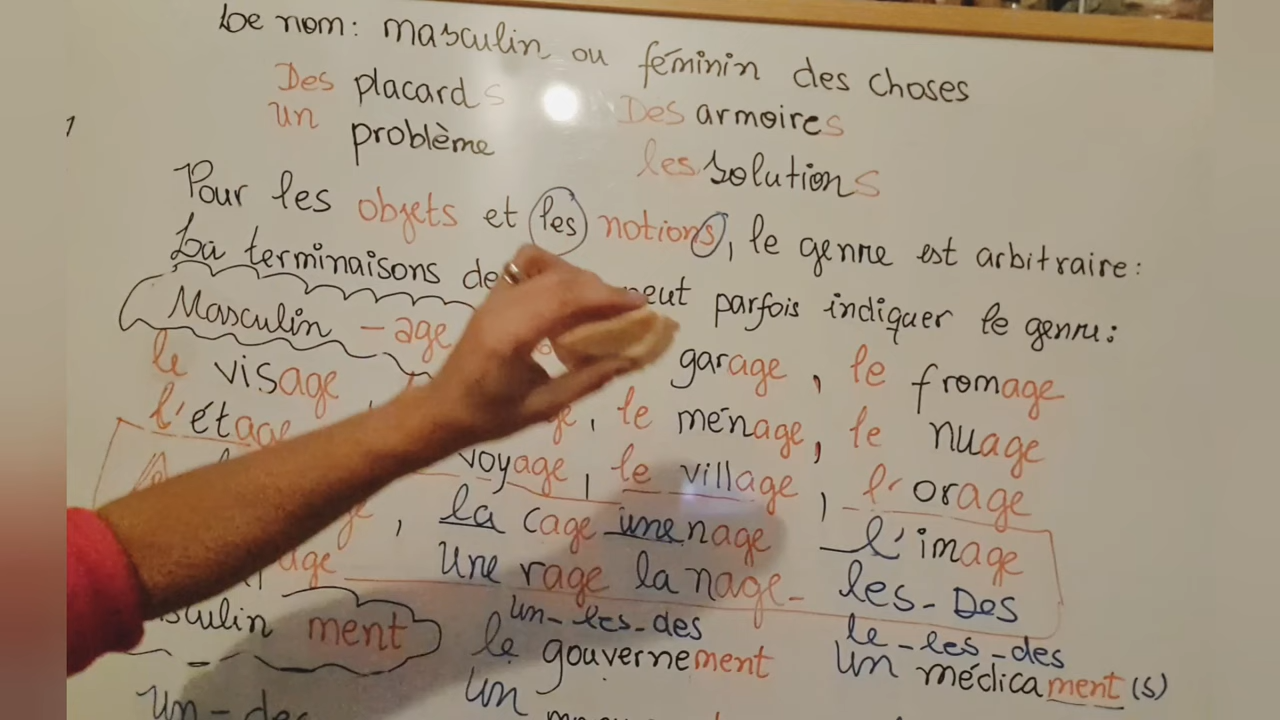 Le nom: masculin ou féminin des choses
Des placards Des armoires
un problème les solutions
Pour les objets et les notions, le genre est arbitraire:
La terminaisons peut parfois indiquer le genre:
Masculin -age
le visage garage, le fromage
l'étage, le ménage, le nuage
voyage, le village, l'orage
, la cage une nage l'image
age Une rage la nage- les-Des
ment un-les-des le-les-des
le gouvernement un médicament(s)
un-des un